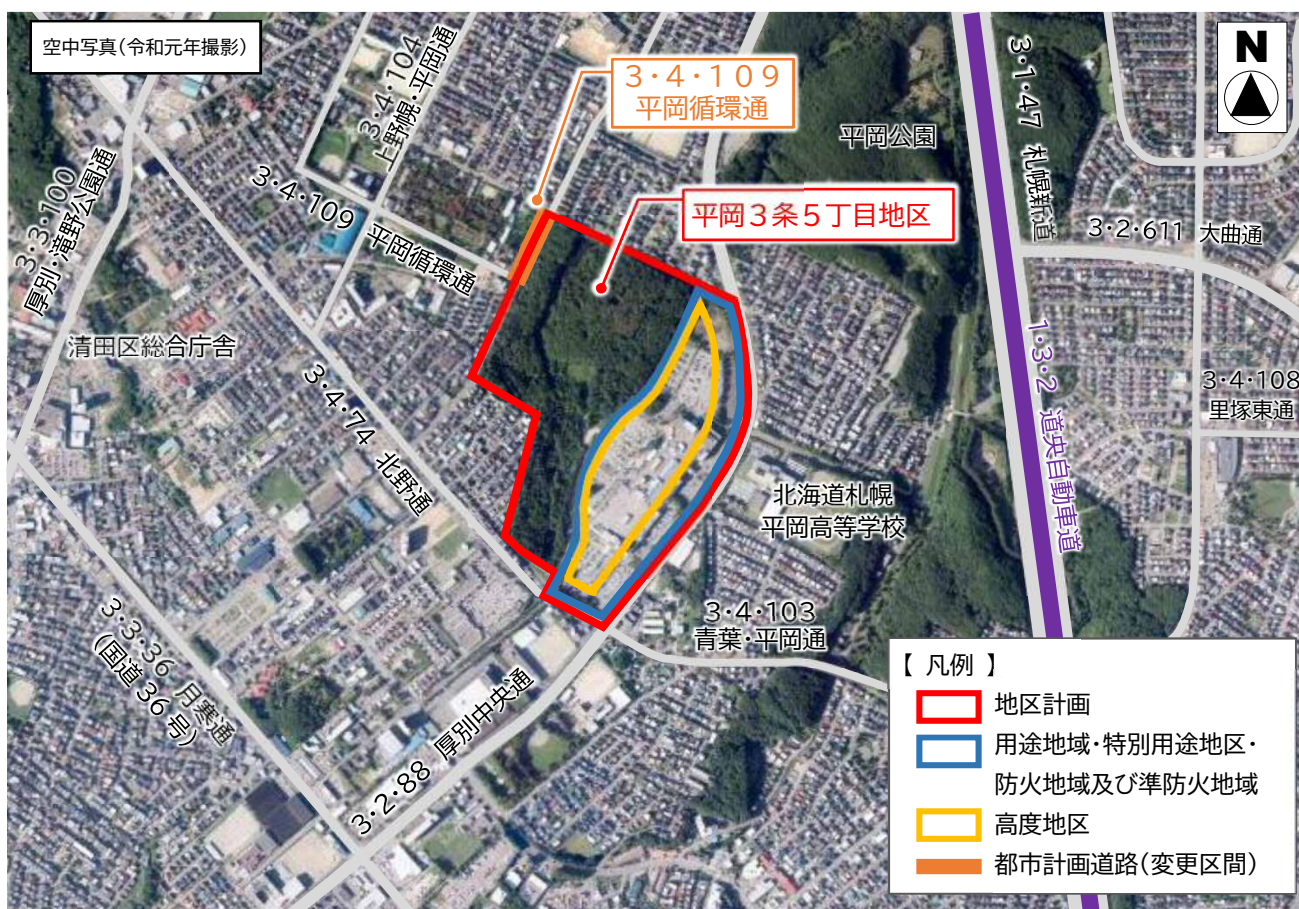 空中写真(令和元年撮影)
N
3・4・109
平岡循環通
平岡3条5丁目地区
平岡公園
3・4・104
上野幌・平岡通
3・3・100
厚別・滝野公園通
3・4・109 平岡循環通
清田区総合庁舎
3・4・74 北野通
3・1・47 札幌新道
3・2・611 大曲通
1・3・2 道央自動車道
3・4・108
里塚東通
北海道札幌
平岡高等学校
3・4・103
青葉・平岡通
3・3・36 月寒通
(国道36号)
3・2・88 厚別中央通
【 凡例 】
地区計画
用途地域・特別用途地区・
防火地域及び準防火地域
高度地区
都市計画道路(変更区間)